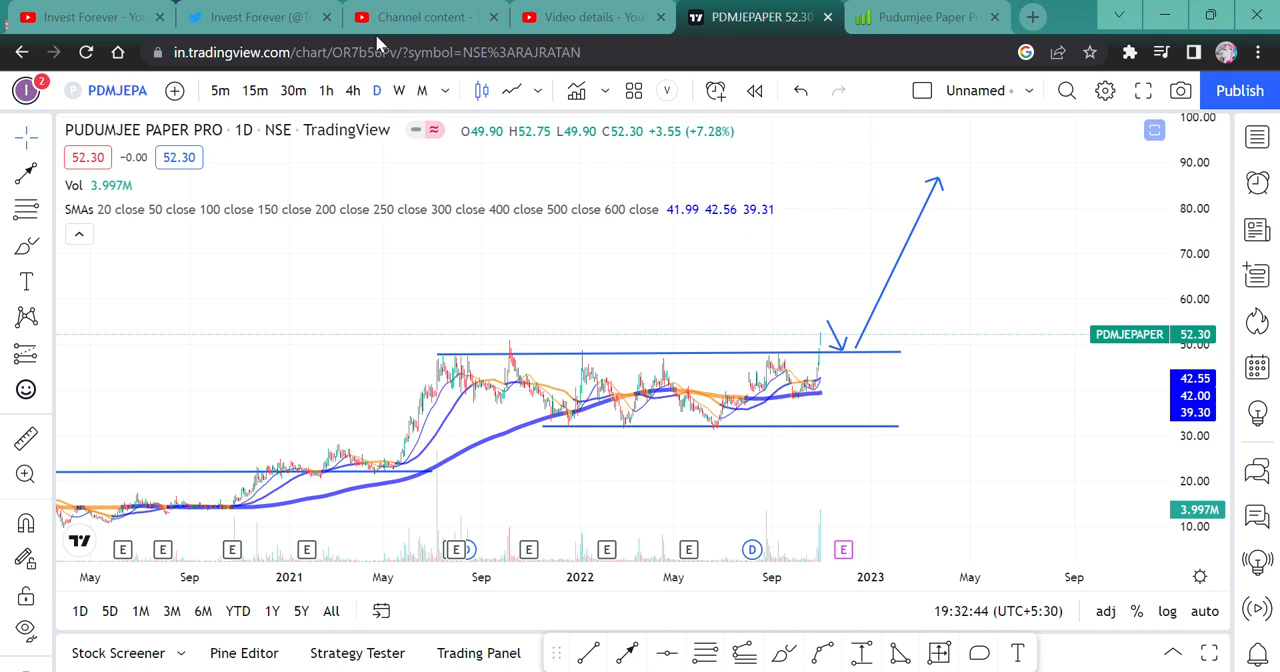 Invest Forever - You
Invest Forever (@T
Channel content -
Video details - You
PDMJEPAPER 52.30
Pudumjee Paper Pr
in.tradingview.com/chart/OR7b56Pv/?symbol=NSE%3ARAJRATAN
I 2 P PDMJEPA 5m 15m 30m 1h 4h D W M V Unnamed Publish
PUDUMJEE PAPER PRO · 1D · NSE · TradingView O49.90 H52.75 L49.90 C52.30 +3.55 (+7.28%)
52.30 −0.00 52.30
Vol 3.997M
SMAs 20 close 50 close 100 close 150 close 200 close 250 close 300 close 400 close 500 close 600 close 41.99 42.56 39.31
100.00
90.00
80.00
70.00
60.00
PDMJEPAPER 52.30
50.00
42.55
42.00
39.30
30.00
20.00
3.997M
10.00
E E E E E D E E E D E
May Sep 2021 May Sep 2022 May Sep 2023 May Sep
1D 5D 1M 3M 6M YTD 1Y 5Y All 19:32:44 (UTC+5:30) adj % log auto
Stock Screener Pine Editor Strategy Tester Trading Panel